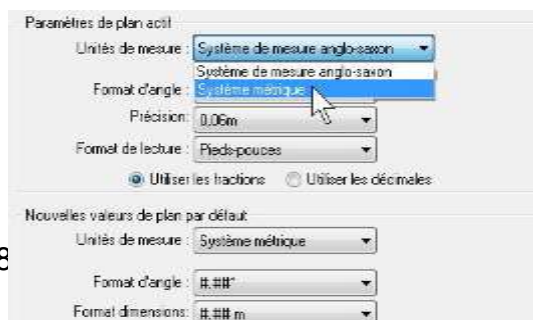 Paramètres de plan actif
Unités de mesure : Système de mesure anglo-saxon
Système de mesure anglo-saxon
Format d'angle : Système métrique
Précision: 0,06m
Format de lecture : Pieds-pouces
Utiliser les fractions Utiliser les décimales
Nouvelles valeurs de plan par défaut
Unités de mesure : Système métrique
8
Format d'angle : #,##°
Format dimensions: #,## m